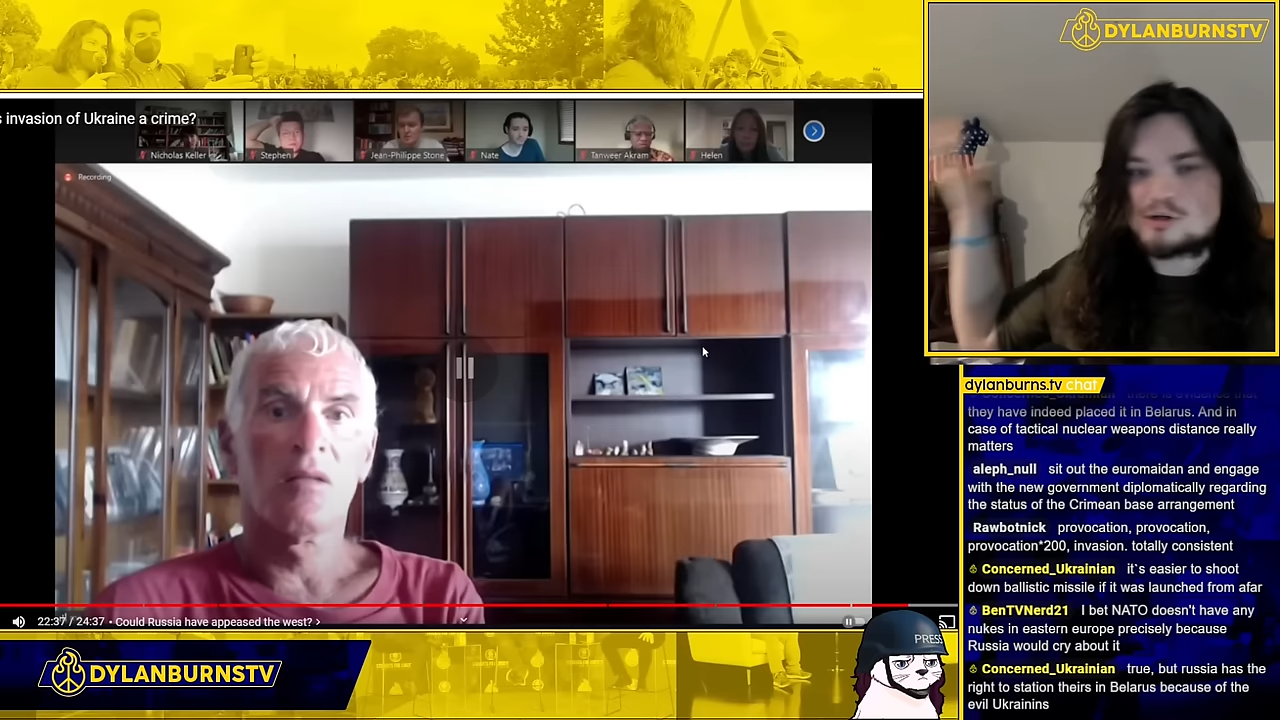 DYLANBURNSTV
s invasion of Ukraine a crime?
Nicholas Keller
Stephen
Jean-Philippe Stone
Nate
Tanweer Akram
Helen
Recording
22:37 / 24:37 • Could Russia have appeased the west? >
PRESS
DYLANBURNSTV
dylanburns.tv chat
Concerned_Ukrainian there is evidence that
they have indeed placed it in Belarus. And in
case of tactical nuclear weapons distance really
matters
aleph_null sit out the euromaidan and engage
with the new government diplomatically regarding
the status of the Crimean base arrangement
Rawbotnick provocation, provocation,
provocation*200, invasion. totally consistent
Concerned_Ukrainian it`s easier to shoot
down ballistic missile if it was launched from afar
BenTVNerd21 I bet NATO doesn't have any
nukes in eastern europe precisely because
Russia would cry about it
Concerned_Ukrainian true, but russia has the
right to station theirs in Belarus because of the
evil Ukrainins